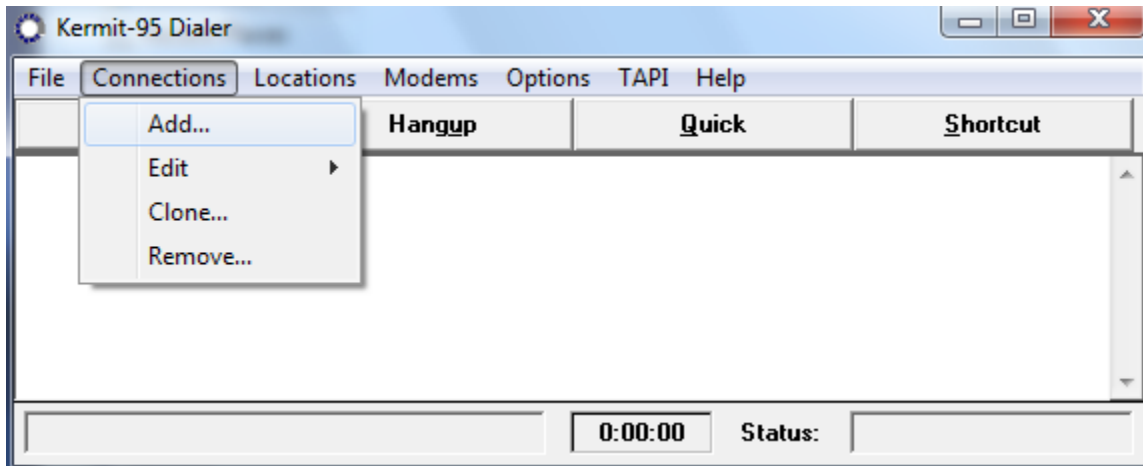 Kermit-95 Dialer
File Connections Locations Modems Options TAPI Help
Add... Hangup Quick Shortcut
Edit
Clone...
Remove...
0:00:00 Status: